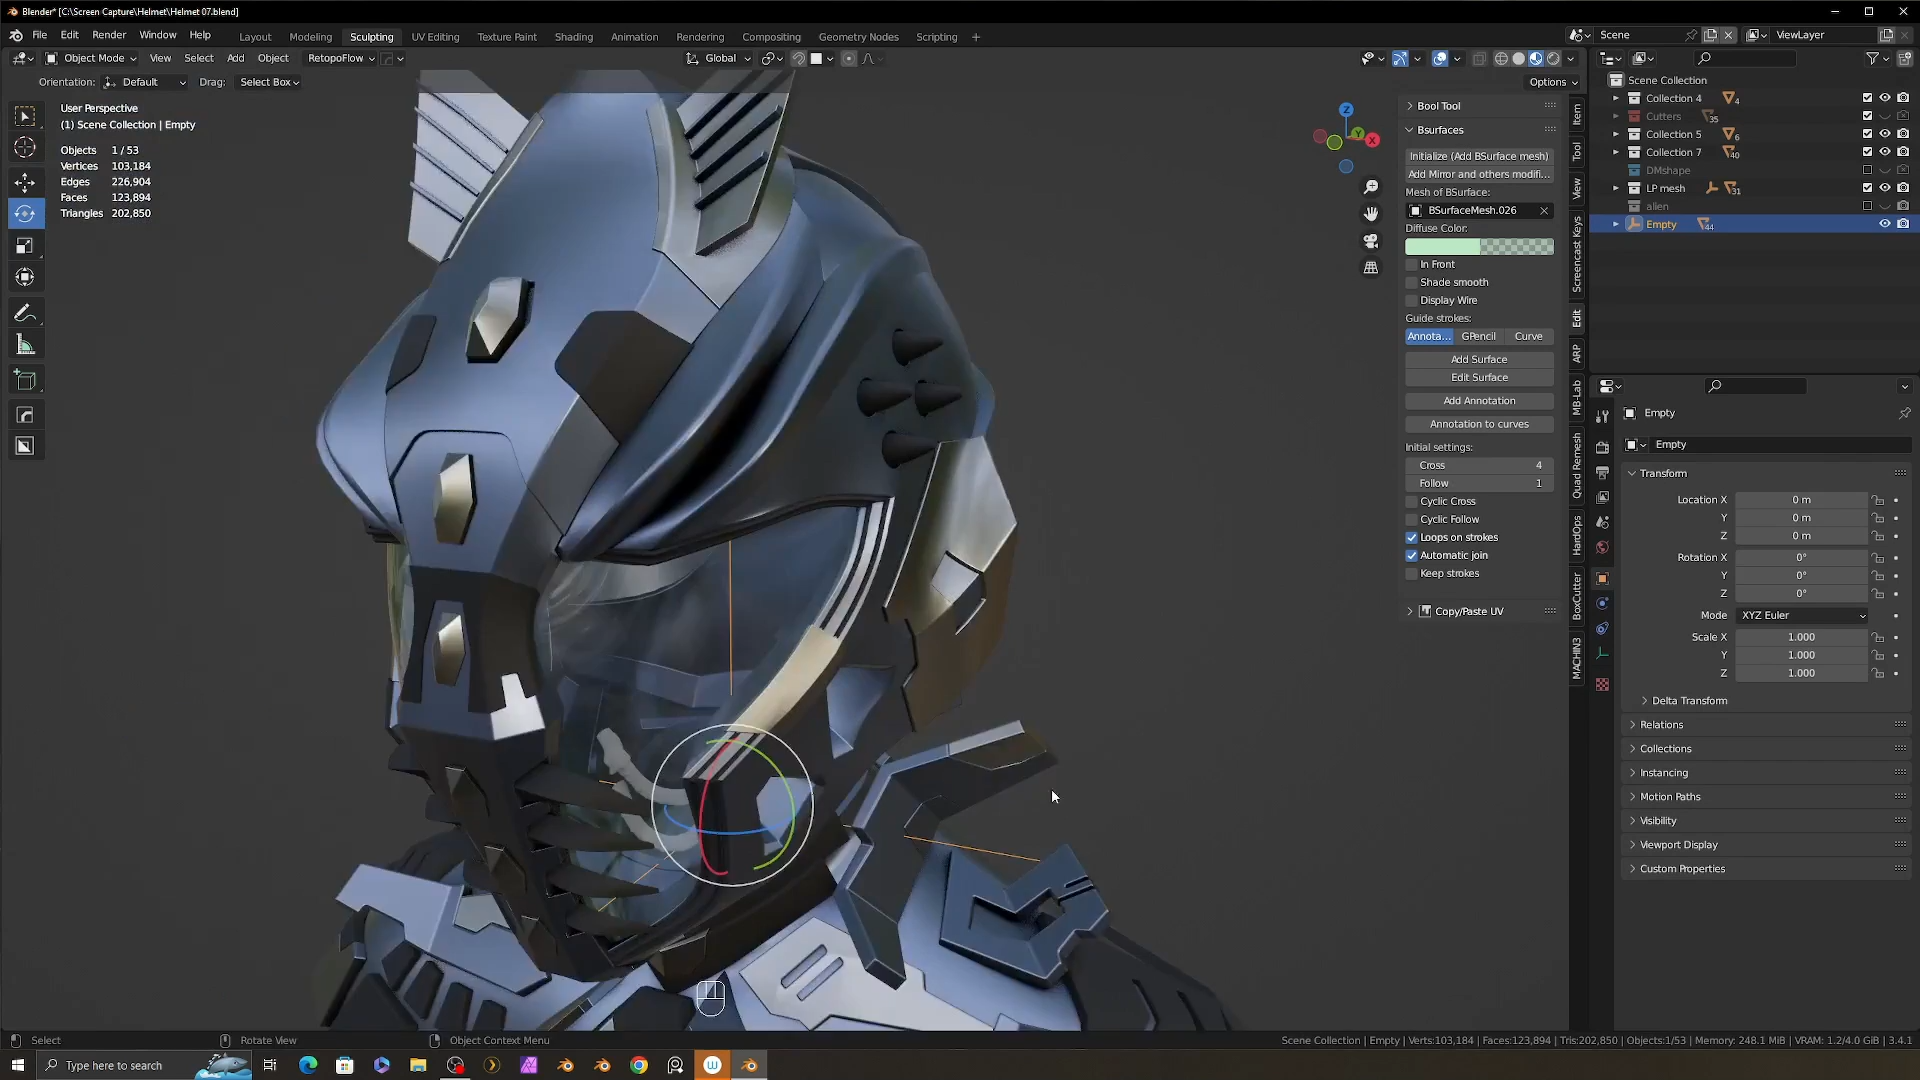 Blender* [C:\Screen Capture\Helmet\Helmet 07.blend]
File Edit Render Window Help Layout Modeling Sculpting UV Editing Texture Paint Shading Animation Rendering Compositing Geometry Nodes Scripting + Scene ViewLayer
Object Mode View Select Add Object RetopoFlow Global
Orientation: Default Drag: Select Box Options
User Perspective
(1) Scene Collection | Empty
Objects 1 / 53
Vertices 103,184
Edges 226,904
Faces 123,894
Triangles 202,850
Z
Y
X
Bool Tool
Bsurfaces
Initialize (Add BSurface mesh)
Add Mirror and others modifi...
Mesh of BSurface:
BSurfaceMesh.026
Diffuse Color:
In Front
Shade smooth
Display Wire
Guide strokes:
Annota... GPencil Curve
Add Surface
Edit Surface
Add Annotation
Annotation to curves
Initial settings:
Cross 4
Follow 1
Cyclic Cross
Cyclic Follow
Loops on strokes
Automatic join
Keep strokes
Copy/Paste UV
Item
Tool
View
Screencast Keys
Edit
ARP
MB-Lab
Quad Remesh
HardOps
BoxCutter
MACHIN3
Scene Collection
Collection 4 4
Cutters 35
Collection 5 6
Collection 7 40
DMshape
LP mesh 31
alien
Empty 44
Empty
Empty
Transform
Location X 0 m
Y 0 m
Z 0 m
Rotation X 0°
Y 0°
Z 0°
Mode XYZ Euler
Scale X 1.000
Y 1.000
Z 1.000
Delta Transform
Relations
Collections
Instancing
Motion Paths
Visibility
Viewport Display
Custom Properties
Select Rotate View Object Context Menu Scene Collection | Empty | Verts:103,184 | Faces:123,894 | Tris:202,850 | Objects:1/53 | Memory: 248.1 MiB | VRAM: 1.2/4.0 GiB | 3.4.1
Type here to search